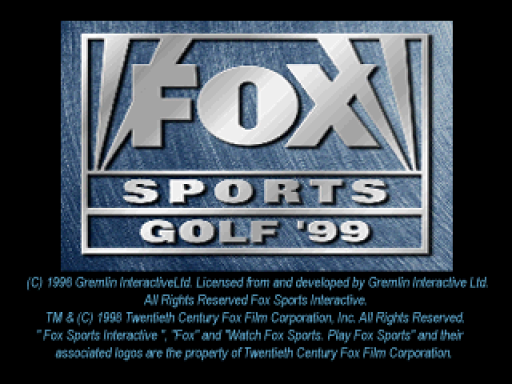 FOX
SPORTS
GOLF '99
(C) 1998 Gremlin InteractiveLtd. Licensed from and developed by Gremlin Interactive Ltd.
All Rights Reserved Fox Sports Interactive.
TM & (C) 1998 Twentieth Century Fox Film Corporation, Inc. All Rights Reserved.
" Fox Sports Interactive ", "Fox" and "Watch Fox Sports. Play Fox Sports" and their
associated logos are the property of Twentieth Century Fox Film Corporation.